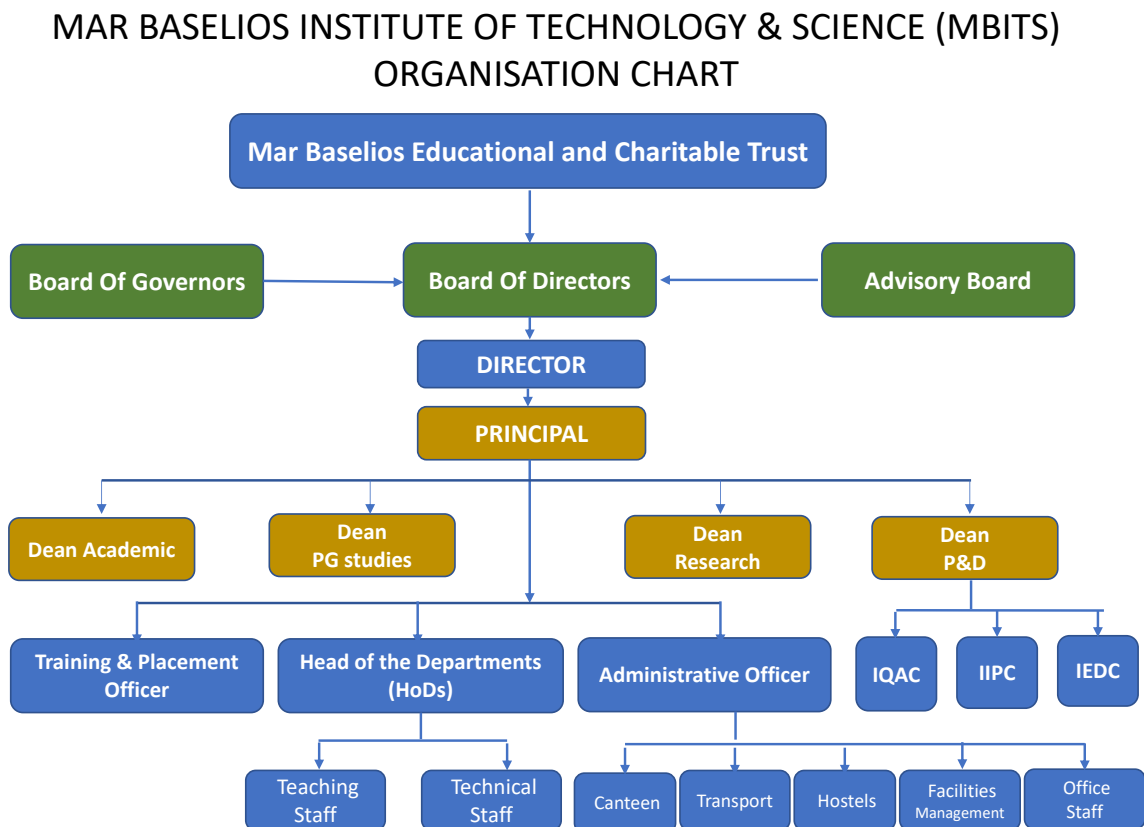 MAR BASELIOS INSTITUTE OF TECHNOLOGY & SCIENCE (MBITS)
ORGANISATION CHART
Mar Baselios Educational and Charitable Trust
Board Of Governors
Board Of Directors
Advisory Board
DIRECTOR
PRINCIPAL
Dean Academic
Dean
PG studies
Dean
Research
Dean
P&D
Training & Placement
Officer
Head of the Departments
(HoDs)
Administrative Officer
IQAC
IIPC
IEDC
Teaching
Staff
Technical
Staff
Canteen
Transport
Hostels
Facilities
Management
Office
Staff